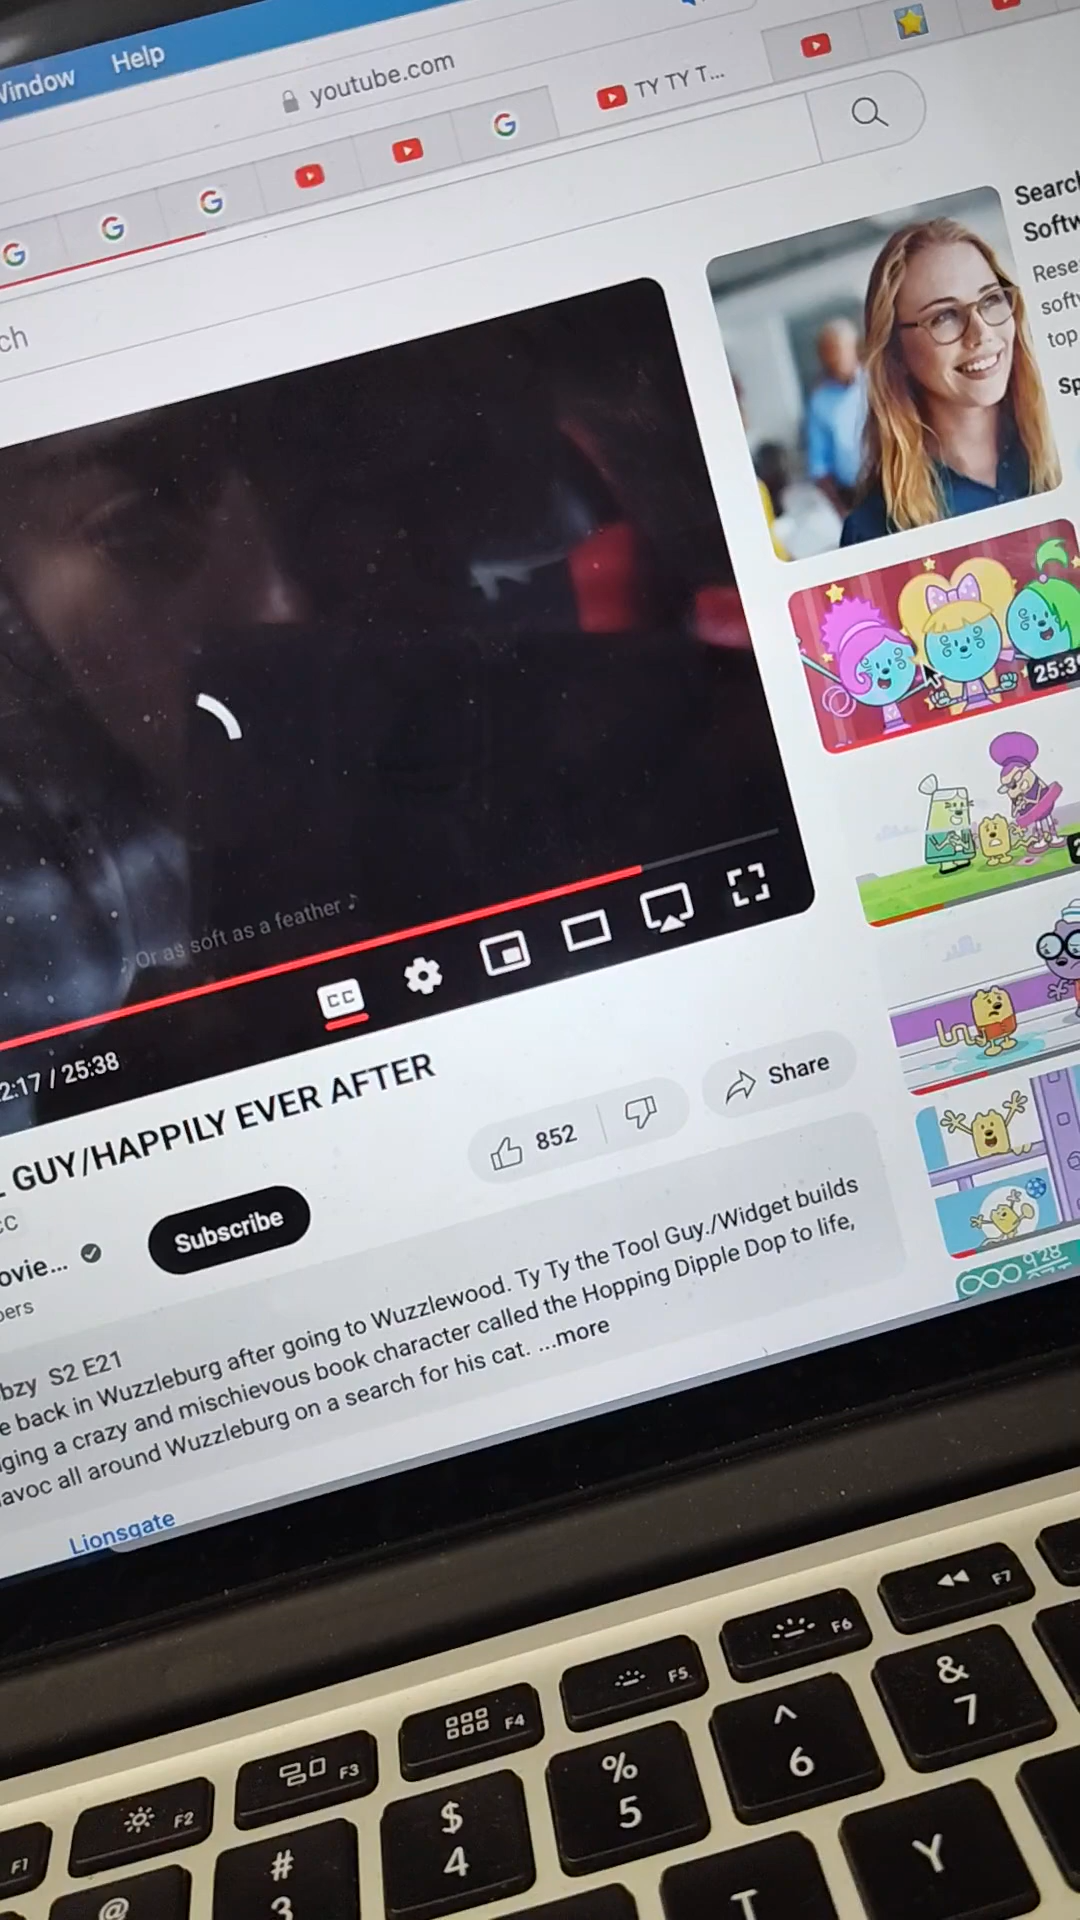 Window Help
youtube.com
TY TY T...
ch
Search
Softw
Rese
soft
top
Sp
25:3
♪ Or as soft as a feather ♪
CC
2:17 / 25:38
L GUY/HAPPILY EVER AFTER
CC
ovie...
Subscribe
852
Share
bers
bzy S2 E21
e back in Wuzzleburg after going to Wuzzlewood. Ty Ty the Tool Guy./Widget builds
ging a crazy and mischievous book character called the Hopping Dipple Dop to life,
avoc all around Wuzzleburg on a search for his cat. ...more
Lionsgate
928
F1
F2
F3
F4
F5
F6
F7
@
#
3
$
4
%
5
^
6
&
7
T
Y